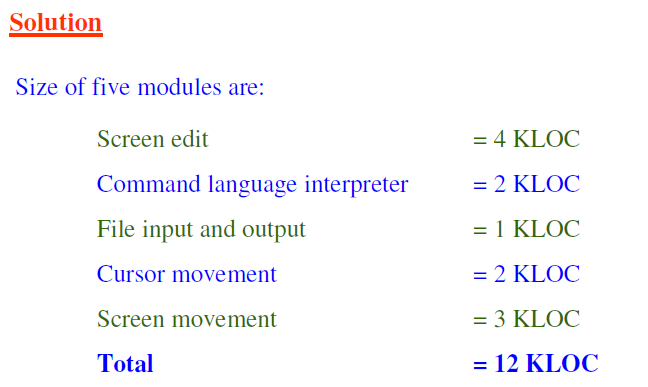 Solution
Size of five modules are:
Screen edit = 4 KLOC
Command language interpreter = 2 KLOC
File input and output = 1 KLOC
Cursor movement = 2 KLOC
Screen movement = 3 KLOC
Total = 12 KLOC